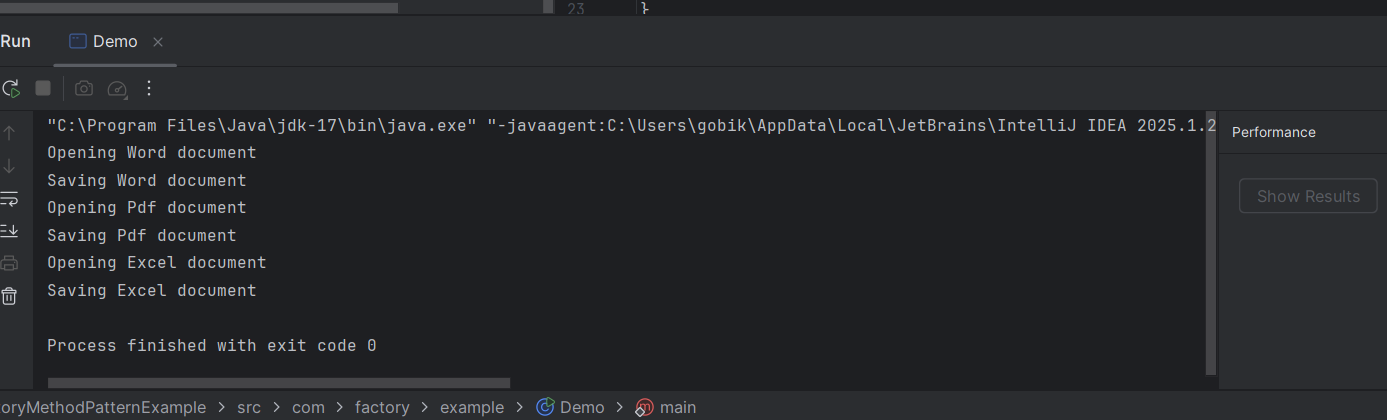 23 }
Run Demo
"C:\Program Files\Java\jdk-17\bin\java.exe" "-javaagent:C:\Users\gobik\AppData\Local\JetBrains\IntelliJ IDEA 2025.1.2
Performance
Opening Word document
Saving Word document
Show Results
Opening Pdf document
Saving Pdf document
Opening Excel document
Saving Excel document
Process finished with exit code 0
oryMethodPatternExample > src > com > factory > example > Demo > main